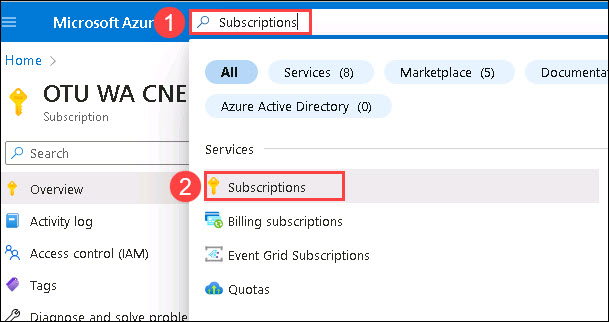 Microsoft Azur
1
Subscriptions
Home
OTU WA CNE
Subscription
Search
Overview
Activity log
Access control (IAM)
Tags
Diagnose and solve proble
All
Services (8)
Marketplace (5)
Documenta
Azure Active Directory (0)
Services
2
Subscriptions
Billing subscriptions
Event Grid Subscriptions
Quotas